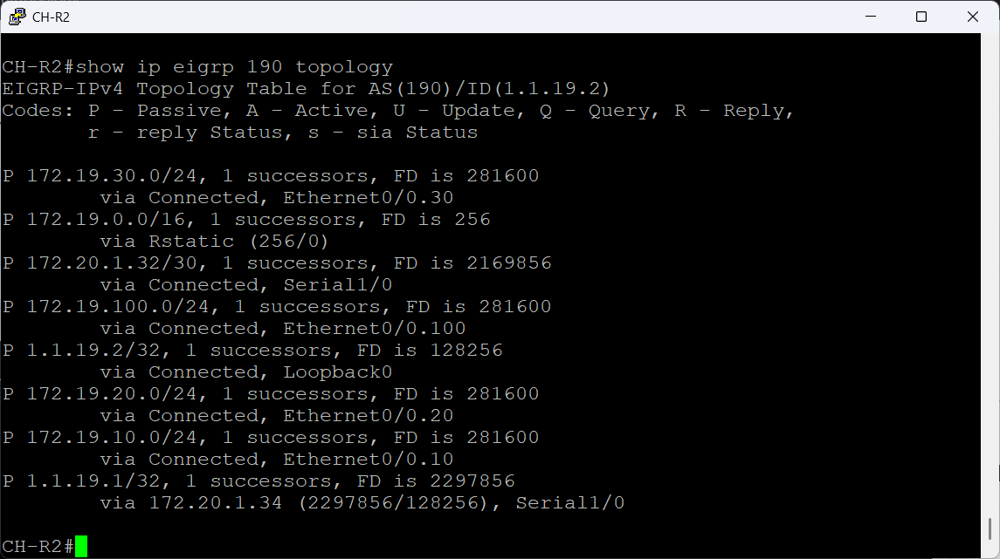 CH-R2
CH-R2#show ip eigrp 190 topology
EIGRP-IPv4 Topology Table for AS(190)/ID(1.1.19.2)
Codes: P - Passive, A - Active, U - Update, Q - Query, R - Reply,
       r - reply Status, s - sia Status

P 172.19.30.0/24, 1 successors, FD is 281600
        via Connected, Ethernet0/0.30
P 172.19.0.0/16, 1 successors, FD is 256
        via Rstatic (256/0)
P 172.20.1.32/30, 1 successors, FD is 2169856
        via Connected, Serial1/0
P 172.19.100.0/24, 1 successors, FD is 281600
        via Connected, Ethernet0/0.100
P 1.1.19.2/32, 1 successors, FD is 128256
        via Connected, Loopback0
P 172.19.20.0/24, 1 successors, FD is 281600
        via Connected, Ethernet0/0.20
P 172.19.10.0/24, 1 successors, FD is 281600
        via Connected, Ethernet0/0.10
P 1.1.19.1/32, 1 successors, FD is 2297856
        via 172.20.1.34 (2297856/128256), Serial1/0

CH-R2#